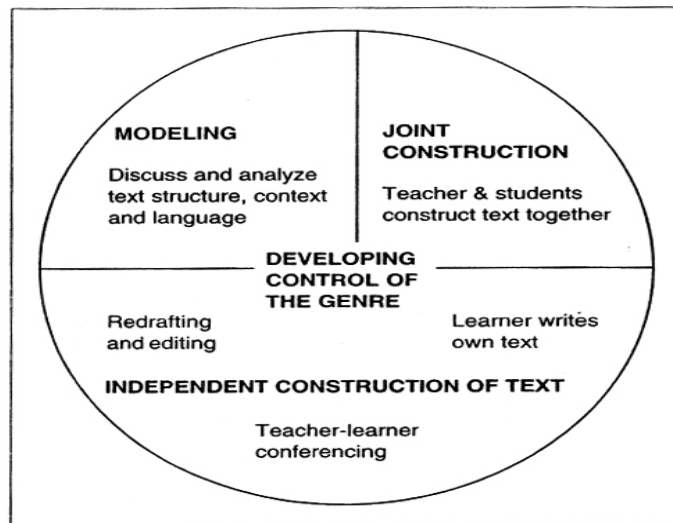 MODELING
Discuss and analyze
text structure, context
and language
JOINT
CONSTRUCTION
Teacher & students
construct text together
DEVELOPING
CONTROL OF
THE GENRE
Redrafting
and editing
Learner writes
own text
INDEPENDENT CONSTRUCTION OF TEXT
Teacher-learner
conferencing